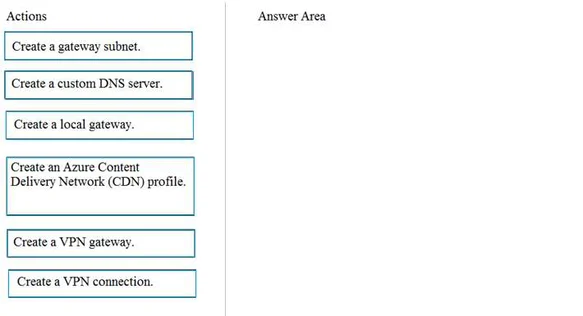 Actions
Answer Area
Create a gateway subnet.
Create a custom DNS server.
Create a local gateway.
Create an Azure Content
Delivery Network (CDN) profile.
Create a VPN gateway.
Create a VPN connection.